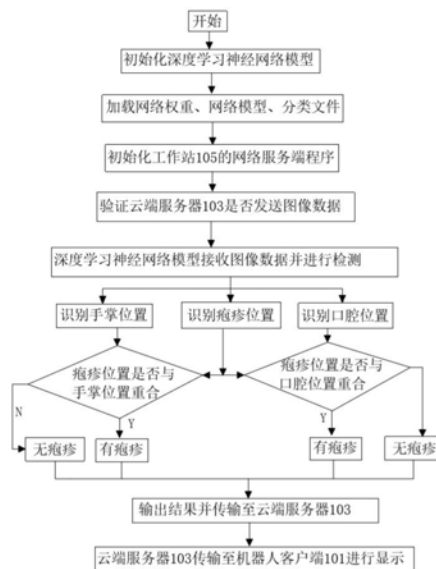 开始
初始化深度学习神经网络模型
加载网络权重、网络模型、分类文件
初始化工作站105的网络服务端程序
验证云端服务器103是否发送图像数据
深度学习神经网络模型接收图像数据并进行检测
识别手掌位置
识别疱疹位置
识别口腔位置
疱疹位置是否与
手掌位置重合
疱疹位置是否与
口腔位置重合
N
Y
Y
无疱疹
有疱疹
有疱疹
无疱疹
输出结果并传输至云端服务器103
云端服务器103传输至机器人客户端101进行显示